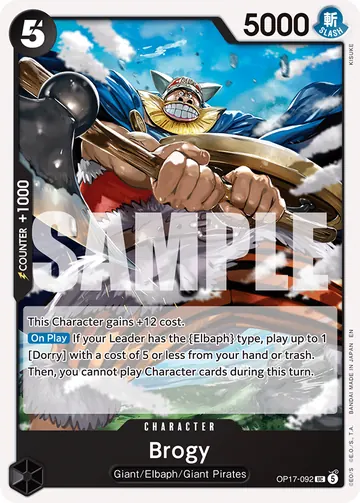 5
5000
斬
SLASH
KISUKE
COUNTER +1000
SAMPLE
This Character gains +12 cost.
On Play If your Leader has the {Elbaph} type, play up to 1
[Dorry] with a cost of 5 or less from your hand or trash.
Then, you cannot play Character cards during this turn.
CHARACTER
Brogy
Giant/Elbaph/Giant Pirates
OP17-092 UC 5
©E.O./S. ©E.O./S., T.A. BANDAI MADE IN JAPAN EN